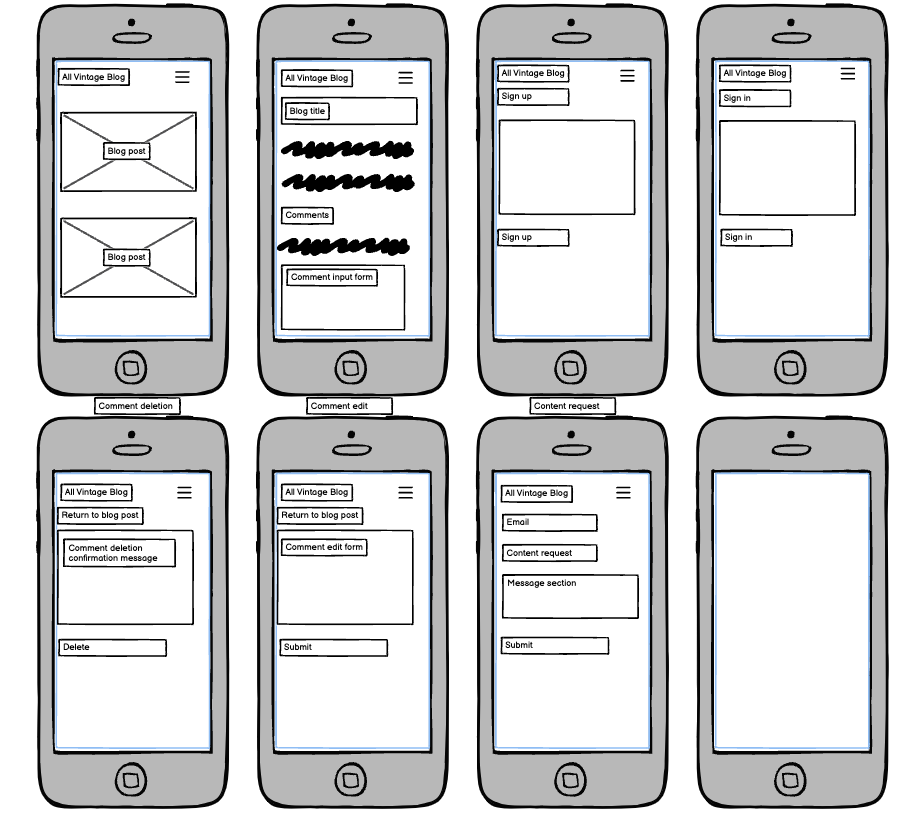 All Vintage Blog
Blog post
Blog post
All Vintage Blog
Blog title
Comments
Comment input form
All Vintage Blog
Sign up
Sign up
All Vintage Blog
Sign in
Sign in
Comment deletion
All Vintage Blog
Return to blog post
Comment deletion
confirmation message
Delete
Comment edit
All Vintage Blog
Return to blog post
Comment edit form
Submit
Content request
All Vintage Blog
Email
Content request
Message section
Submit